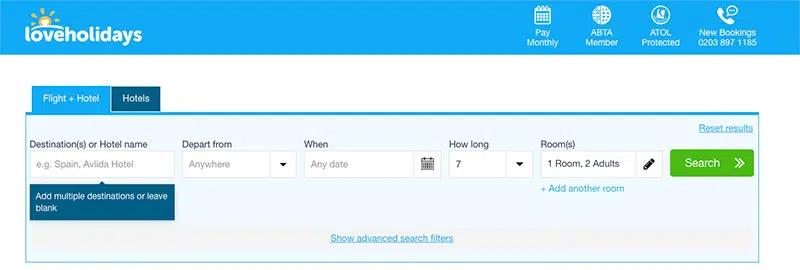 loveholidays
Pay Monthly
ABTA Member
ATOL Protected
New Bookings
0203 897 1185
Flight + Hotel
Hotels
Reset results
Destination(s) or Hotel name
Depart from
When
How long
Room(s)
e.g. Spain, Avlida Hotel
Anywhere
Any date
7
1 Room, 2 Adults
Search
Add multiple destinations or leave
blank
+ Add another room
Show advanced search filters